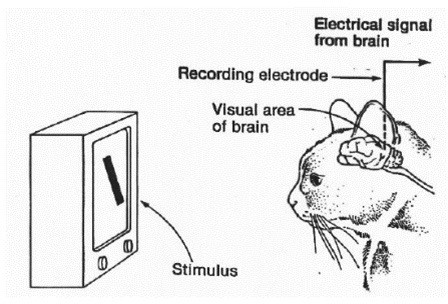 Electrical signal
from brain
Recording electrode
Visual area
of brain
Stimulus